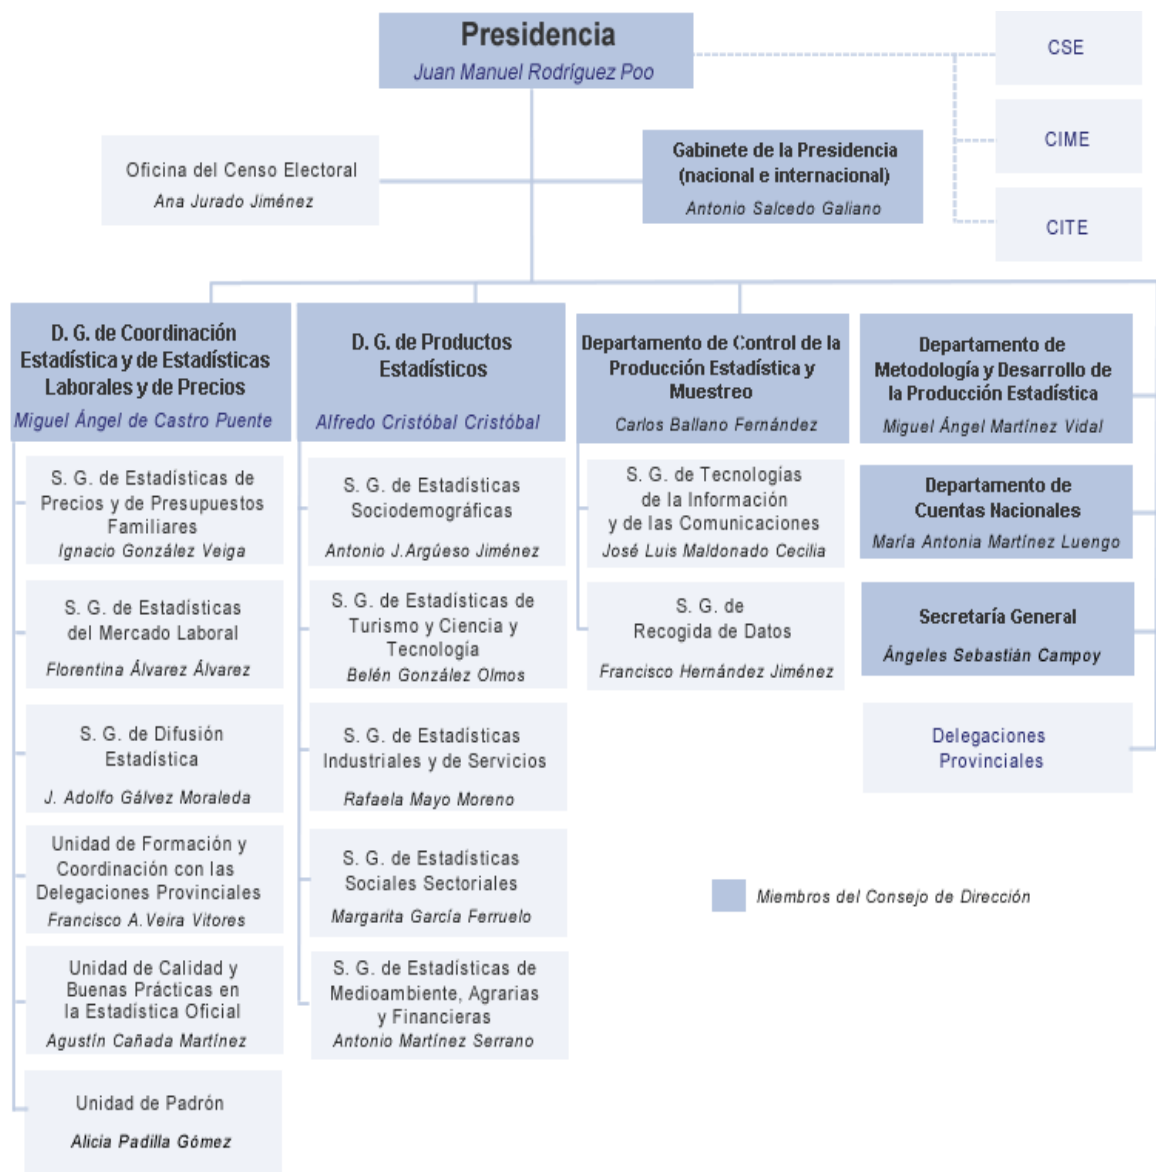 Presidencia
Juan Manuel Rodríguez Poo
CSE
CIME
CITE
Oficina del Censo Electoral
Ana Jurado Jiménez
Gabinete de la Presidencia
(nacional e internacional)
Antonio Salcedo Galiano
D. G. de Coordinación
Estadística y de Estadísticas
Laborales y de Precios
Miguel Ángel de Castro Puente
S. G. de Estadísticas de
Precios y de Presupuestos
Familiares
Ignacio González Veiga
S. G. de Estadísticas
del Mercado Laboral
Florentina Álvarez Álvarez
S. G. de Difusión
Estadística
J. Adolfo Gálvez Moraleda
Unidad de Formación y
Coordinación con las
Delegaciones Provinciales
Francisco A. Veira Vitores
Unidad de Calidad y
Buenas Prácticas en
la Estadística Oficial
Agustín Cañada Martínez
Unidad de Padrón
Alicia Padilla Gómez
D. G. de Productos
Estadísticos
Alfredo Cristóbal Cristóbal
S. G. de Estadísticas
Sociodemográficas
Antonio J.Argüeso Jiménez
S. G. de Estadísticas de
Turismo y Ciencia y
Tecnología
Belén González Olmos
S. G. de Estadísticas
Industriales y de Servicios
Rafaela Mayo Moreno
S. G. de Estadísticas
Sociales Sectoriales
Margarita García Ferruelo
S. G. de Estadísticas de
Medioambiente, Agrarias
y Financieras
Antonio Martínez Serrano
Departamento de Control de la
Producción Estadística y
Muestreo
Carlos Ballano Fernández
S. G. de Tecnologías
de la Información
y de las Comunicaciones
José Luis Maldonado Cecilia
S. G. de
Recogida de Datos
Francisco Hernández Jiménez
Departamento de
Metodología y Desarrollo de
la Producción Estadística
Miguel Ángel Martínez Vidal
Departamento de
Cuentas Nacionales
María Antonia Martínez Luengo
Secretaría General
Ángeles Sebastián Campoy
Delegaciones
Provinciales
Miembros del Consejo de Dirección